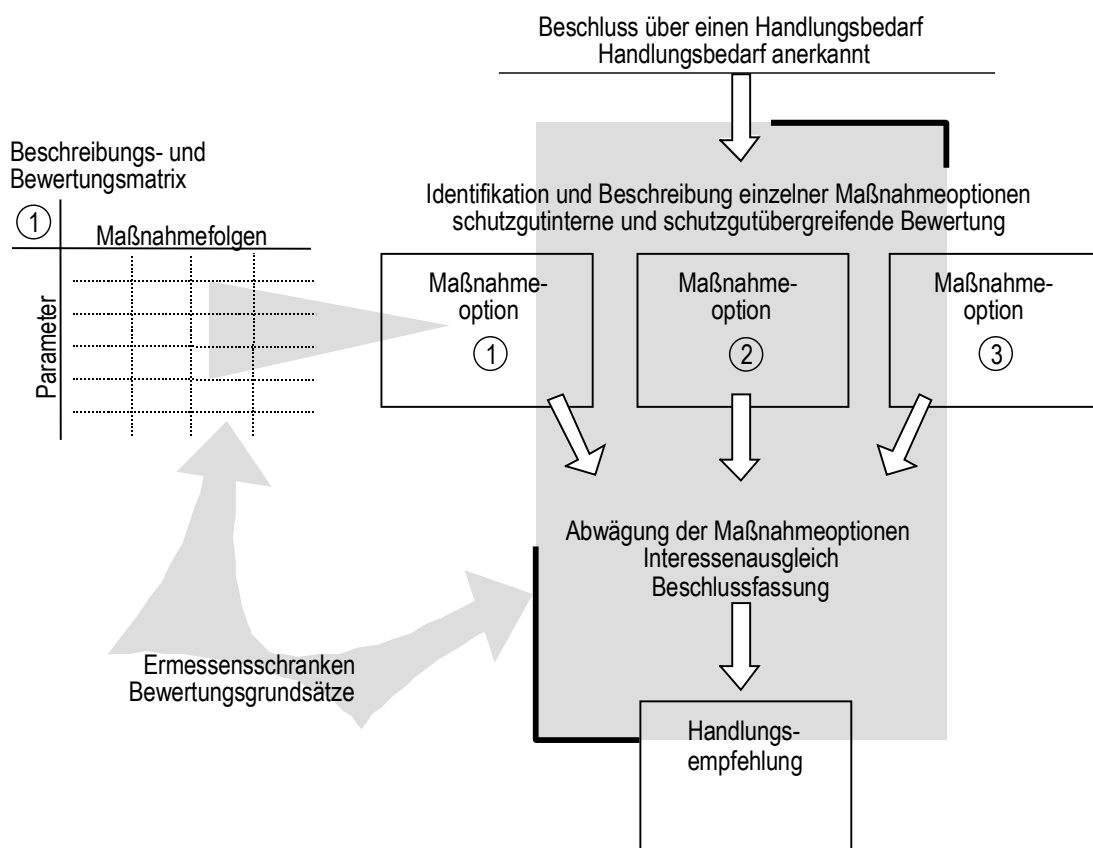 Beschluss über einen Handlungsbedarf
Handlungsbedarf anerkannt
Beschreibungs- und
Bewertungsmatrix
1
Maßnahmefolgen
Parameter
Identifikation und Beschreibung einzelner Maßnahmeoptionen
schutzgutinterne und schutzgutübergreifende Bewertung
Maßnahme-
option
1
Maßnahme-
option
2
Maßnahme-
option
3
Abwägung der Maßnahmeoptionen
Interessenausgleich
Beschlussfassung
Ermessensschranken
Bewertungsgrundsätze
Handlungs-
empfehlung